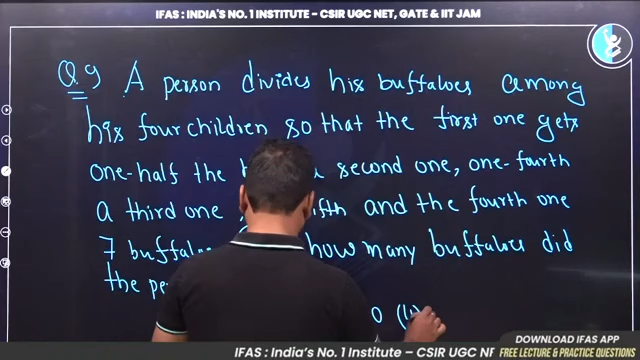 IFAS : INDIA'S NO. 1 INSTITUTE – CSIR UGC NET, GATE & IIT JAM
Q9 A person divides his buffaloes among
his four children so that the first one gets
one-half the second one, one-fourth
a third one and the fourth one
7 how many buffaloes did
the
0 (b)
DOWNLOAD IFAS APP
IFAS : India's No. 1 Institute – CSIR UGC NE FREE LECTURE & PRACTICE QUESTIONS